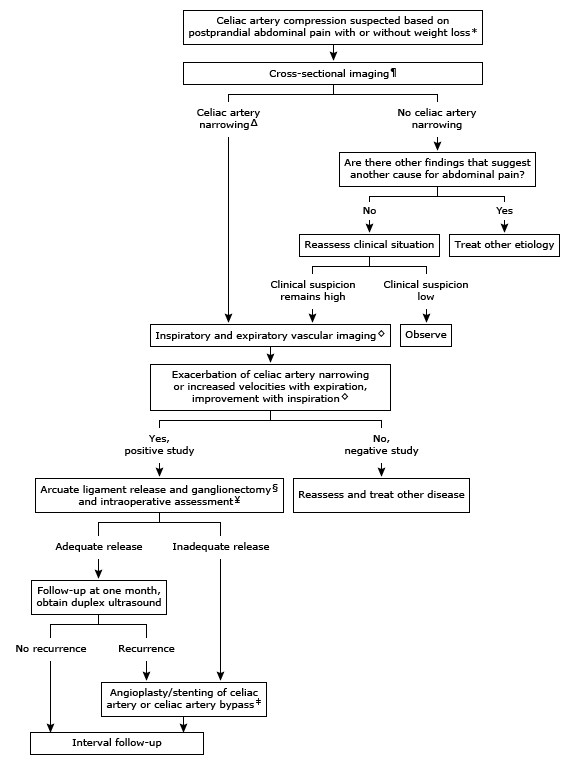 Celiac artery compression suspected based on
postprandial abdominal pain with or without weight loss*
Cross-sectional imaging¶
Celiac artery
narrowingΔ
No celiac artery
narrowing
Are there other findings that suggest
another cause for abdominal pain?
No
Yes
Reassess clinical situation
Treat other etiology
Clinical suspicion
remains high
Clinical suspicion
low
Inspiratory and expiratory vascular imaging◇
Observe
Exacerbation of celiac artery narrowing
or increased velocities with expiration,
improvement with inspiration◇
Yes,
positive study
No,
negative study
Arcuate ligament release and ganglionectomy§
and intraoperative assessment¥
Reassess and treat other disease
Adequate release
Inadequate release
Follow-up at one month,
obtain duplex ultrasound
No recurrence
Recurrence
Angioplasty/stenting of celiac
artery or celiac artery bypass‡
Interval follow-up